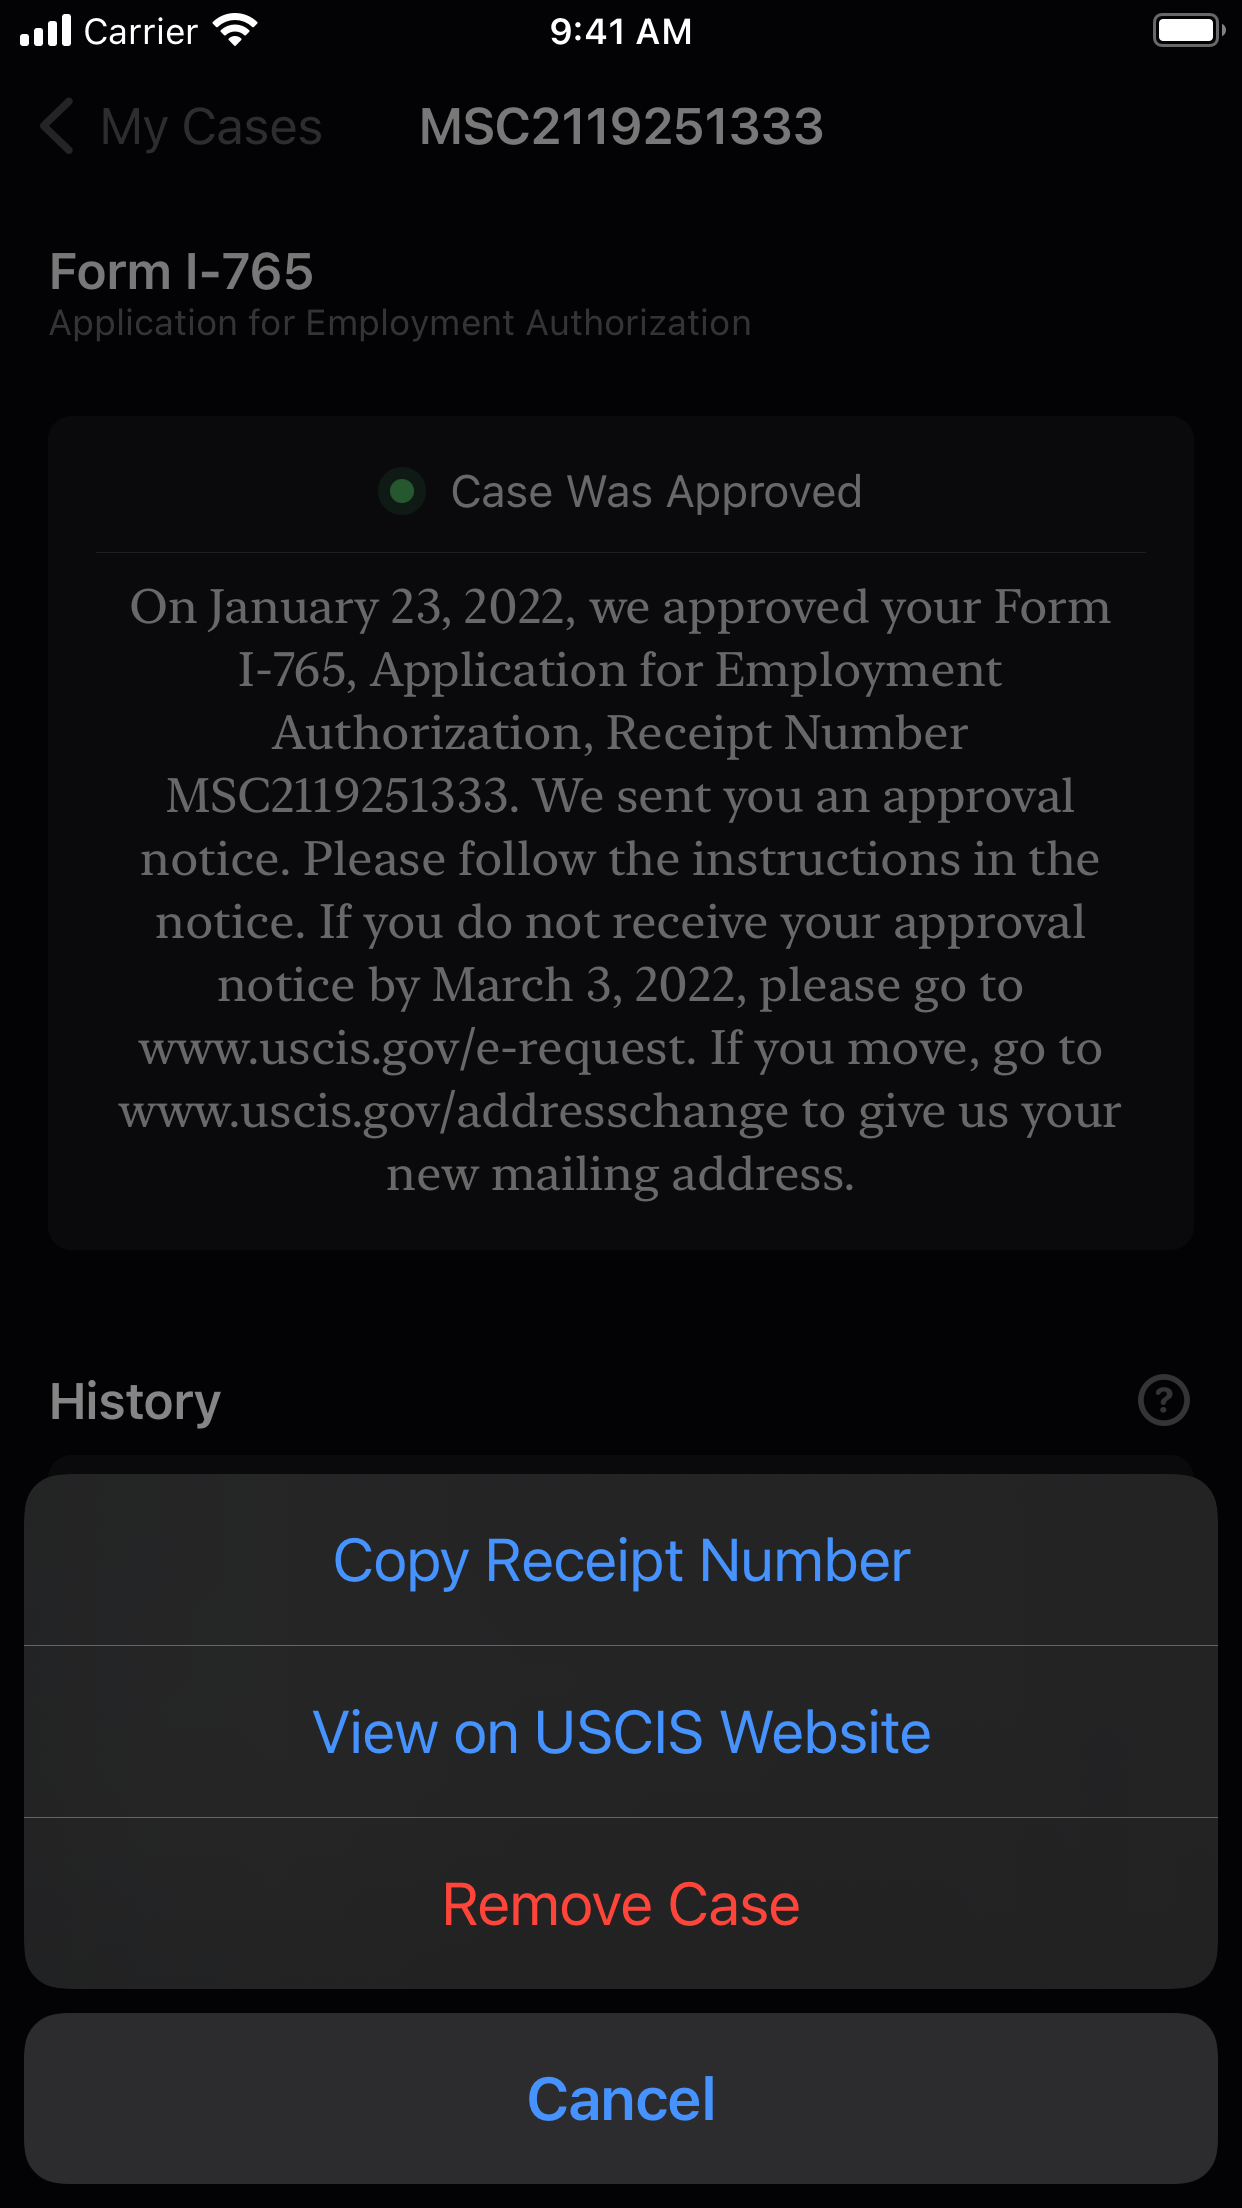 Carrier 9:41 AM
My Cases MSC2119251333
Form I-765
Application for Employment Authorization
Case Was Approved
On January 23, 2022, we approved your Form
I-765, Application for Employment
Authorization, Receipt Number
MSC2119251333. We sent you an approval
notice. Please follow the instructions in the
notice. If you do not receive your approval
notice by March 3, 2022, please go to
www.uscis.gov/e-request. If you move, go to
www.uscis.gov/addresschange to give us your
new mailing address.
History ?
Copy Receipt Number
View on USCIS Website
Remove Case
Cancel